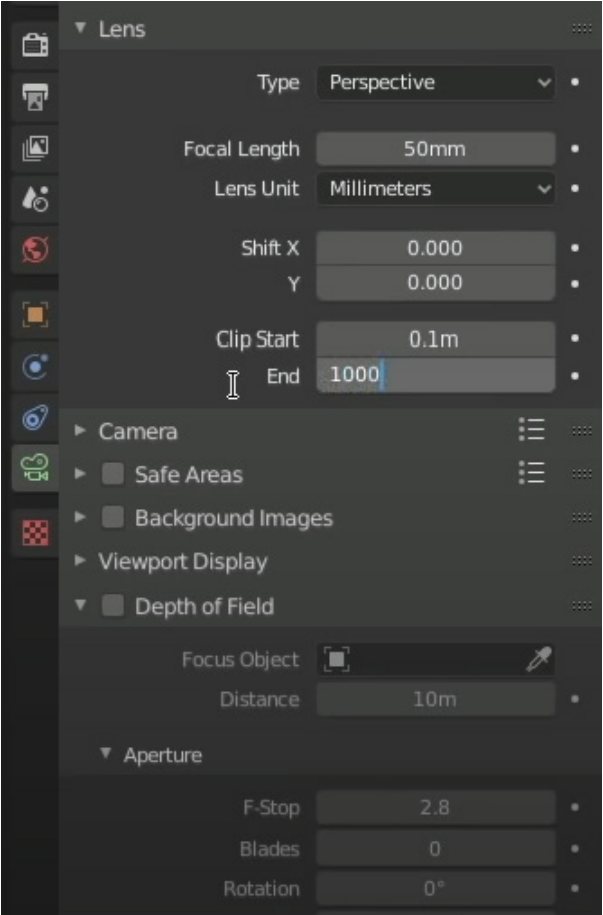 Lens
Type Perspective
Focal Length 50mm
Lens Unit Millimeters
Shift X 0.000
Y 0.000
Clip Start 0.1m
End 1000
Camera
Safe Areas
Background Images
Viewport Display
Depth of Field
Focus Object
Distance 10m
Aperture
F-Stop 2.8
Blades 0
Rotation 0°